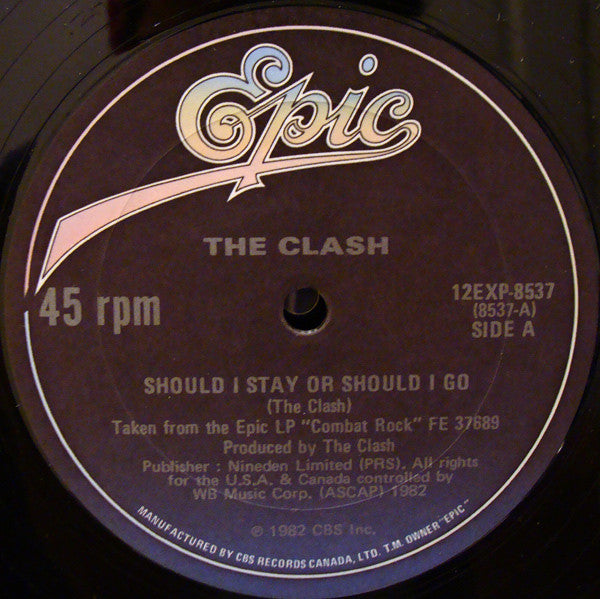 Epic
THE CLASH
45 rpm
12EXP-8537
(8537-A)
SIDE A
SHOULD I STAY OR SHOULD I GO
(The Clash)
Taken from the Epic LP "Combat Rock" FE 37689
Produced by The Clash
Publisher : Nineden Limited (PRS). All rights
for the U.S.A. & Canada controlled by
WB Music Corp. (ASCAP) 1982
℗ 1982 CBS Inc.
MANUFACTURED BY CBS RECORDS CANADA, LTD. T.M. OWNER "EPIC"